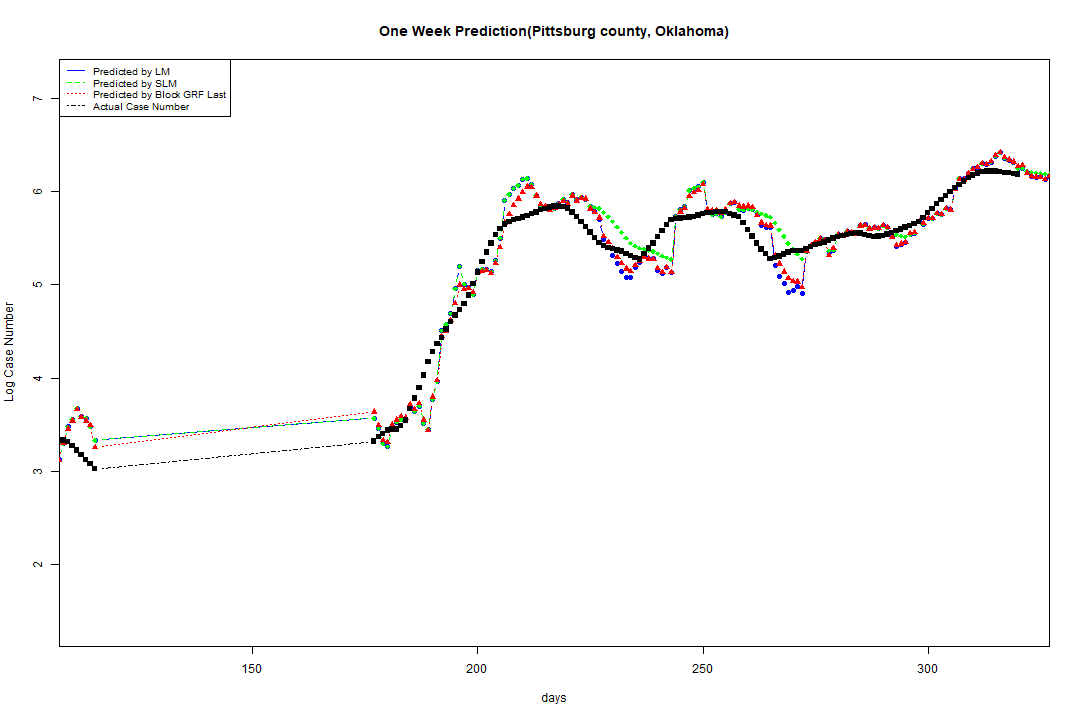 One Week Prediction(Pittsburg county, Oklahoma)
Predicted by LM
Predicted by SLM
Predicted by Block GRF Last
Actual Case Number
7
6
5
4
3
2
Log Case Number
150 200 250 300
days